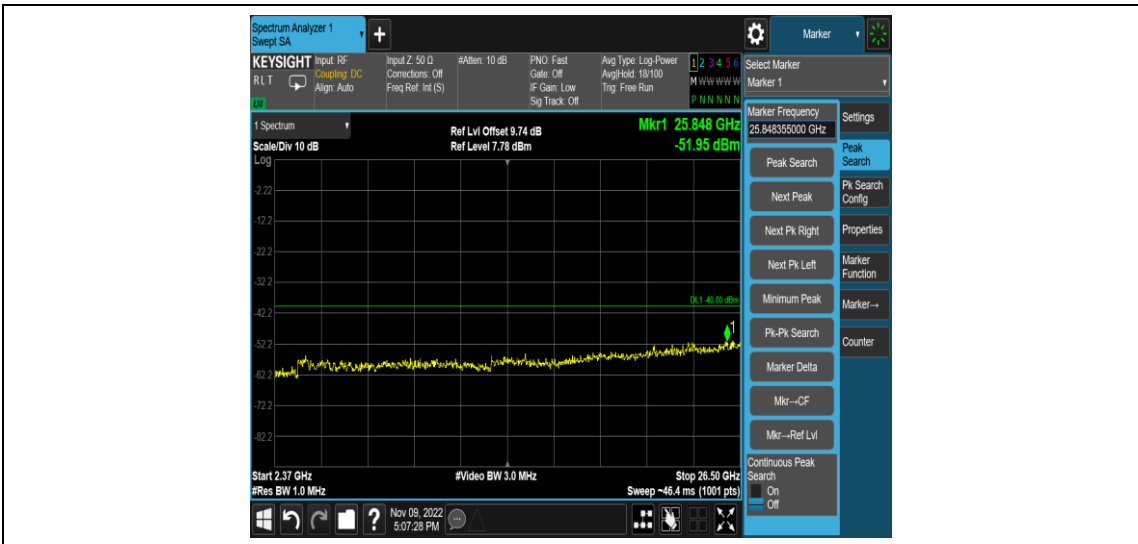 Spectrum Analyzer 1
Swept SA
+
Marker
KEYSIGHT
RLT
LXI
Input: RF
Coupling: DC
Align: Auto
Input Z: 50 Ω
Corrections: Off
Freq Ref: Int (S)
#Atten: 10 dB
PNO: Fast
Gate: Off
IF Gain: Low
Sig Track: Off
Avg Type: Log-Power
Avg|Hold: 18/100
Trig: Free Run
1 2 3 4 5 6
M W W W W W
P N N N N N
Select Marker
Marker 1
1 Spectrum
Scale/Div 10 dB
Ref Lvl Offset 9.74 dB
Ref Level 7.78 dBm
Mkr1 25.848 GHz
-51.95 dBm
Log
-2.22
-12.2
-22.2
-32.2
-42.2
-52.2
-62.2
-72.2
-82.2
DL1 -40.00 dBm
1
Start 2.37 GHz
#Res BW 1.0 MHz
#Video BW 3.0 MHz
Stop 26.50 GHz
Sweep ~46.4 ms (1001 pts)
Marker Frequency
25.848355000 GHz
Peak Search
Next Peak
Next Pk Right
Next Pk Left
Minimum Peak
Pk-Pk Search
Marker Delta
Mkr→CF
Mkr→Ref Lvl
Continuous Peak
Search
On
Off
Settings
Peak
Search
Pk Search
Config
Properties
Marker
Function
Marker→
Counter
?
Nov 09, 2022
5:07:28 PM